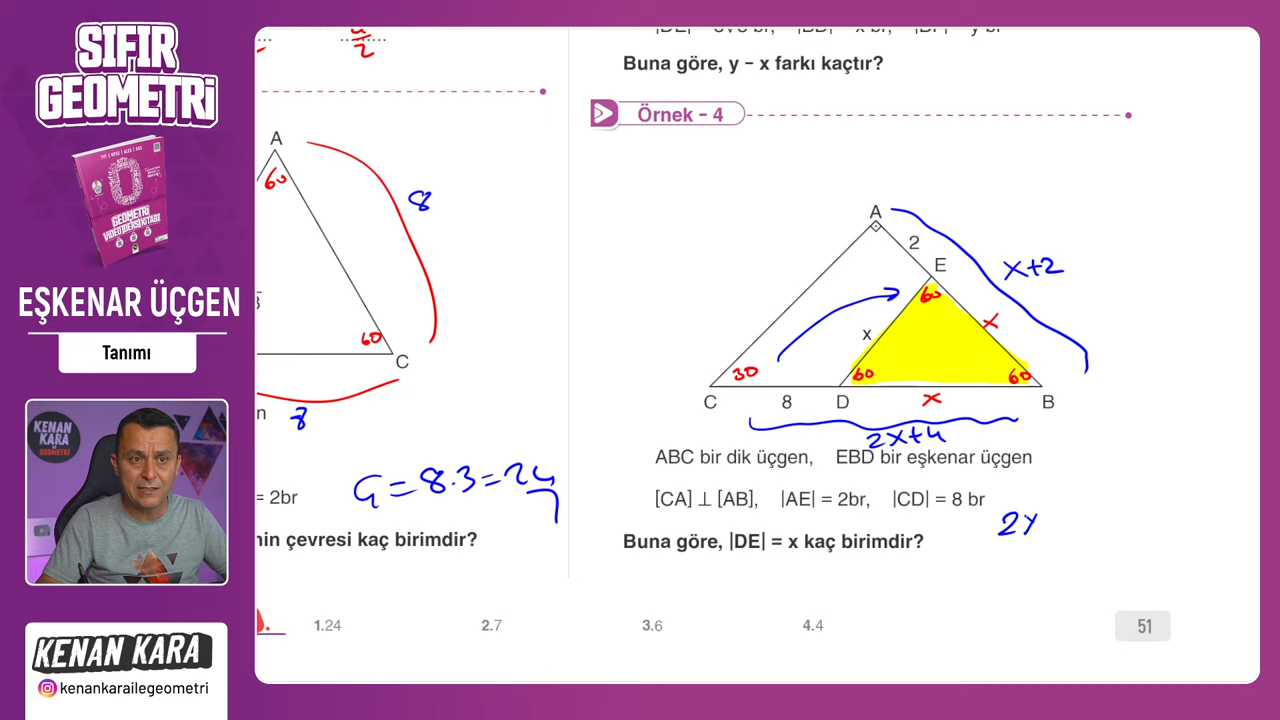 SIFIR
GEOMETRİ
GEOMETRİ
VİDEO DERS KİTABI
EŞKENAR ÜÇGEN
Tanımı
KENAN
KARA
GEOMETRİ
KENAN KARA
kenankarailegeometri
2
A
60
8
60
C
8
n
= 2br
Ç = 8.3 = 24
nin çevresi kaç birimdir?
Buna göre, y – x farkı kaçtır?
Örnek – 4
A
2
E
x+2
60
x
x
30
60
60
C
8
D
x
B
2x+4
ABC bir dik üçgen, EBD bir eşkenar üçgen
[CA] ⊥ [AB], |AE| = 2br, |CD| = 8 br
2x
Buna göre, |DE| = x kaç birimdir?
1.24 2.7 3.6 4.4
51